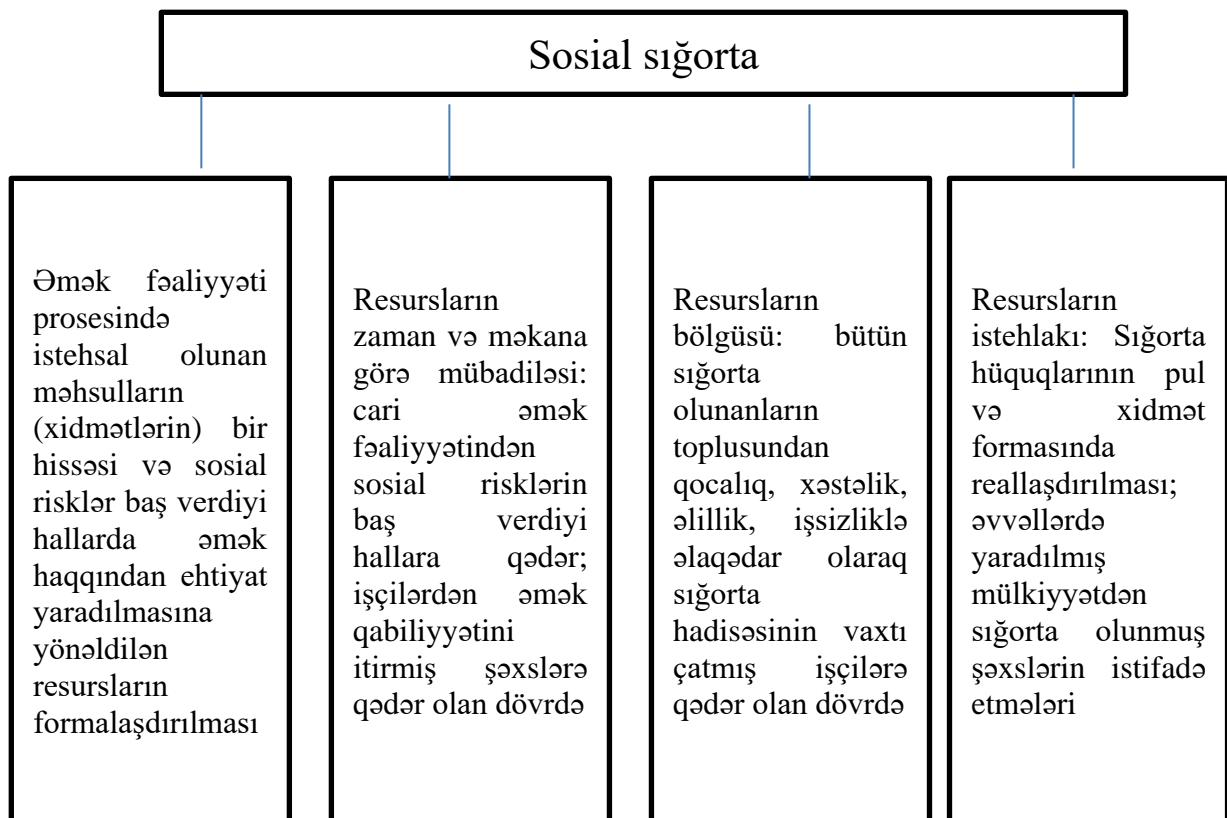 Sosial sığorta
Əmək fəaliyyəti
prosesində
istehsal olunan
məhsulların
(xidmətlərin) bir
hissəsi və sosial
risklər baş verdiyi
hallarda əmək
haqqından ehtiyat
yaradılmasına
yönəldilən
resursların
formalaşdırılması
Resursların
zaman və məkana
görə mübadiləsi:
cari əmək
fəaliyyətindən
sosial risklərin
baş verdiyi
hallara qədər;
işçilərdən əmək
qabiliyyətini
itirmiş şəxslərə
qədər olan dövrdə
Resursların
bölgüsü: bütün
sığorta
olunanların
toplusundan
qocalıq, xəstəlik,
əlillik, işsizliklə
əlaqədar olaraq
sığorta
hadisəsinin vaxtı
çatmış işçilərə
qədər olan dövrdə
Resursların
istehlakı: Sığorta
hüquqlarının pul
və xidmət
formasında
reallaşdırılması;
əvvəllərdə
yaradılmış
mülkiyyətdən
sığorta olunmuş
şəxslərin istifadə
etmələri